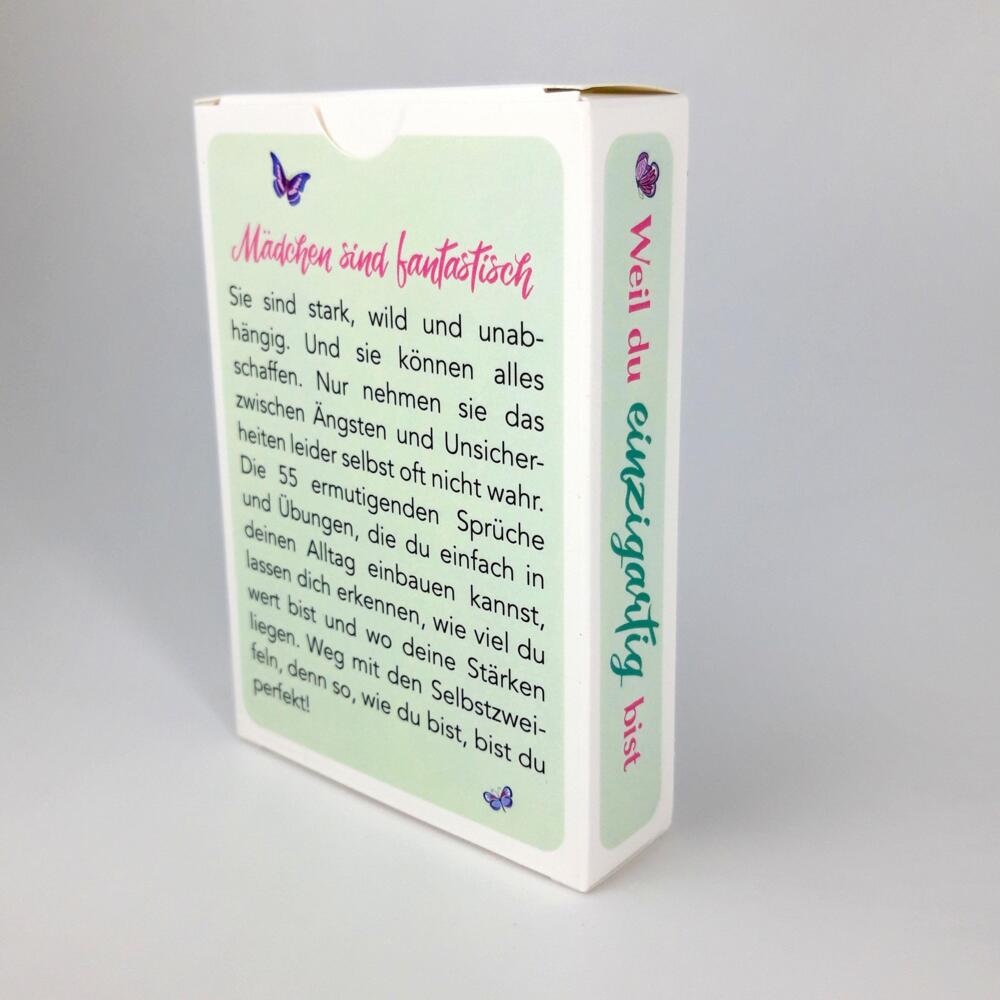 Mädchen sind fantastisch
Sie sind stark, wild und unab-
hängig. Und sie können alles
schaffen. Nur nehmen sie das
zwischen Ängsten und Unsicher-
heiten leider selbst oft nicht wahr.
Die 55 ermutigenden Sprüche
und Übungen, die du einfach in
deinen Alltag einbauen kannst,
lassen dich erkennen, wie viel du
wert bist und wo deine Stärken
liegen. Weg mit den Selbstzwei-
feln, denn so, wie du bist, bist du
perfekt!
Weil du einzigartig bist